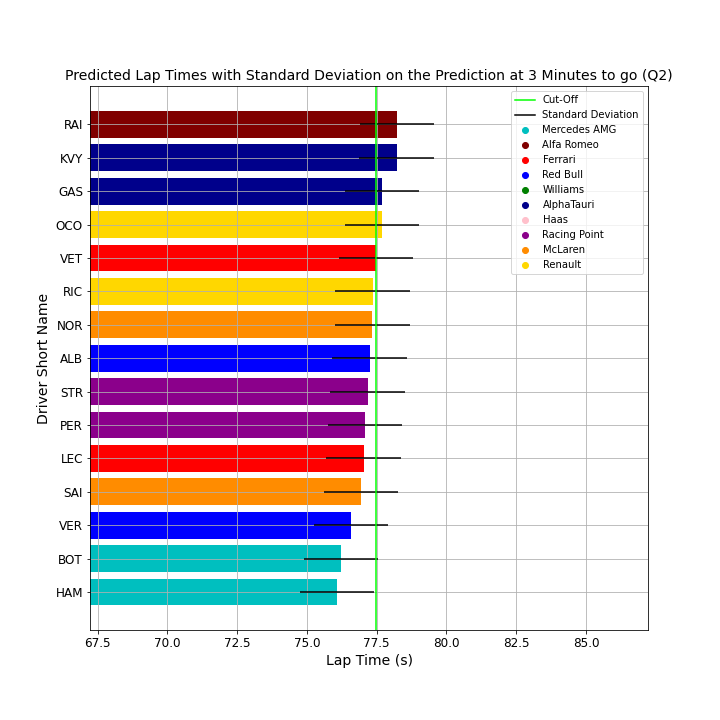 Predicted Lap Times with Standard Deviation on the Prediction at 3 Minutes to go (Q2)
Cut-Off
Standard Deviation
Mercedes AMG
Alfa Romeo
Ferrari
Red Bull
Williams
AlphaTauri
Haas
Racing Point
McLaren
Renault
Driver Short Name
RAI
KVY
GAS
OCO
VET
RIC
NOR
ALB
STR
PER
LEC
SAI
VER
BOT
HAM
67.5 70.0 72.5 75.0 77.5 80.0 82.5 85.0
Lap Time (s)